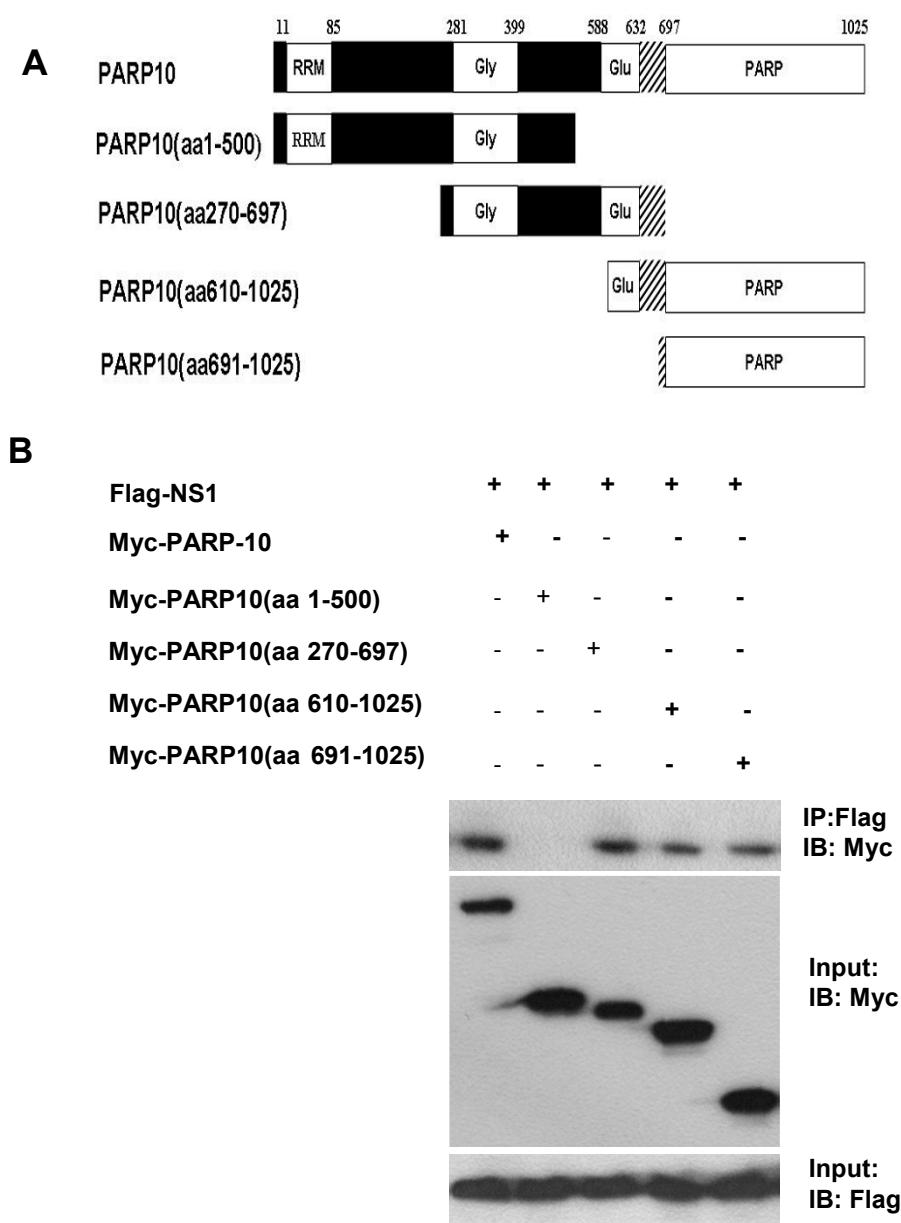 11 85 281 399 588 632 697 1025
A
PARP10 RRM Gly Glu PARP
PARP10(aa1-500) RRM Gly
PARP10(aa270-697) Gly Glu
PARP10(aa610-1025) Glu PARP
PARP10(aa691-1025) PARP
B
Flag-NS1 + + + + +
Myc-PARP-10 + - - - -
Myc-PARP10(aa 1-500) - + - - -
Myc-PARP10(aa 270-697) - - + - -
Myc-PARP10(aa 610-1025) - - - + -
Myc-PARP10(aa 691-1025) - - - - +
IP:Flag
IB: Myc
Input:
IB: Myc
Input:
IB: Flag